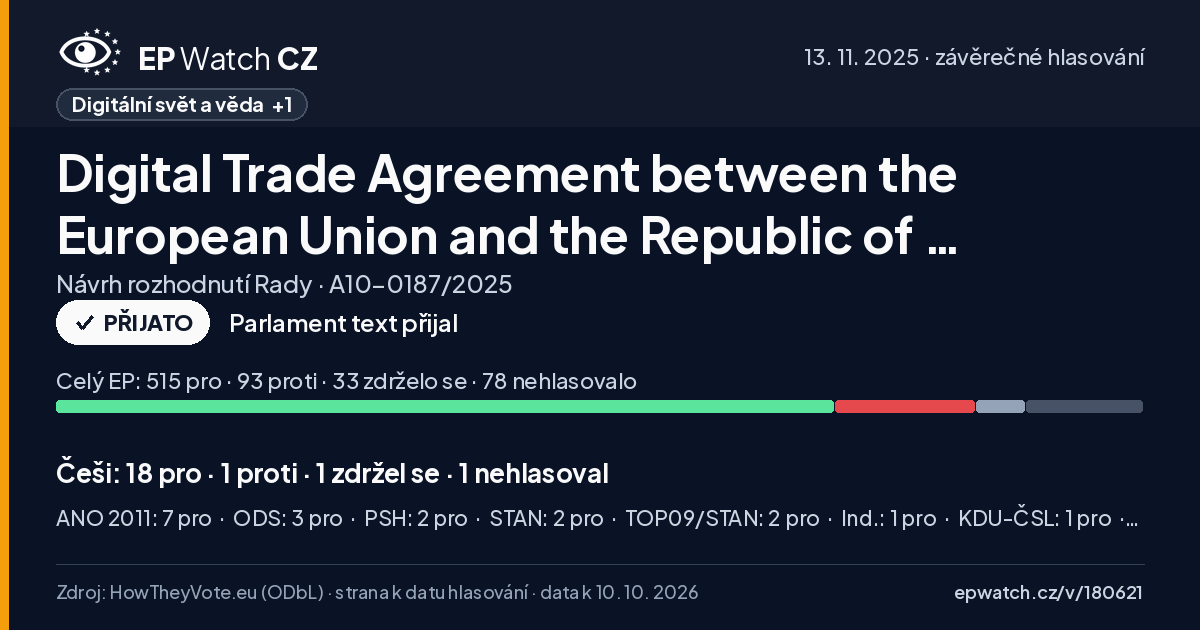 EP Watch CZ
13. 11. 2025 · závěrečné hlasování
Digitální svět a věda +1
Digital Trade Agreement between the
European Union and the Republic of …
Návrh rozhodnutí Rady · A10-0187/2025
✓ PŘIJATO Parlament text přijal
Celý EP: 515 pro · 93 proti · 33 zdrželo se · 78 nehlasovalo
Češi: 18 pro · 1 proti · 1 zdržel se · 1 nehlasoval
ANO 2011: 7 pro · ODS: 3 pro · PSH: 2 pro · STAN: 2 pro · TOP09/STAN: 2 pro · Ind.: 1 pro · KDU-ČSL: 1 pro ·…
Zdroj: HowTheyVote.eu (ODbL) · strana k datu hlasování · data k 10. 10. 2026
epwatch.cz/v/180621